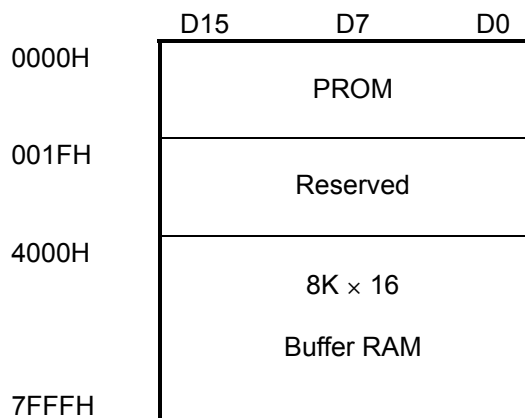 D15 D7 D0
0000H
PROM
001FH
Reserved
4000H
8K × 16
Buffer RAM
7FFFH